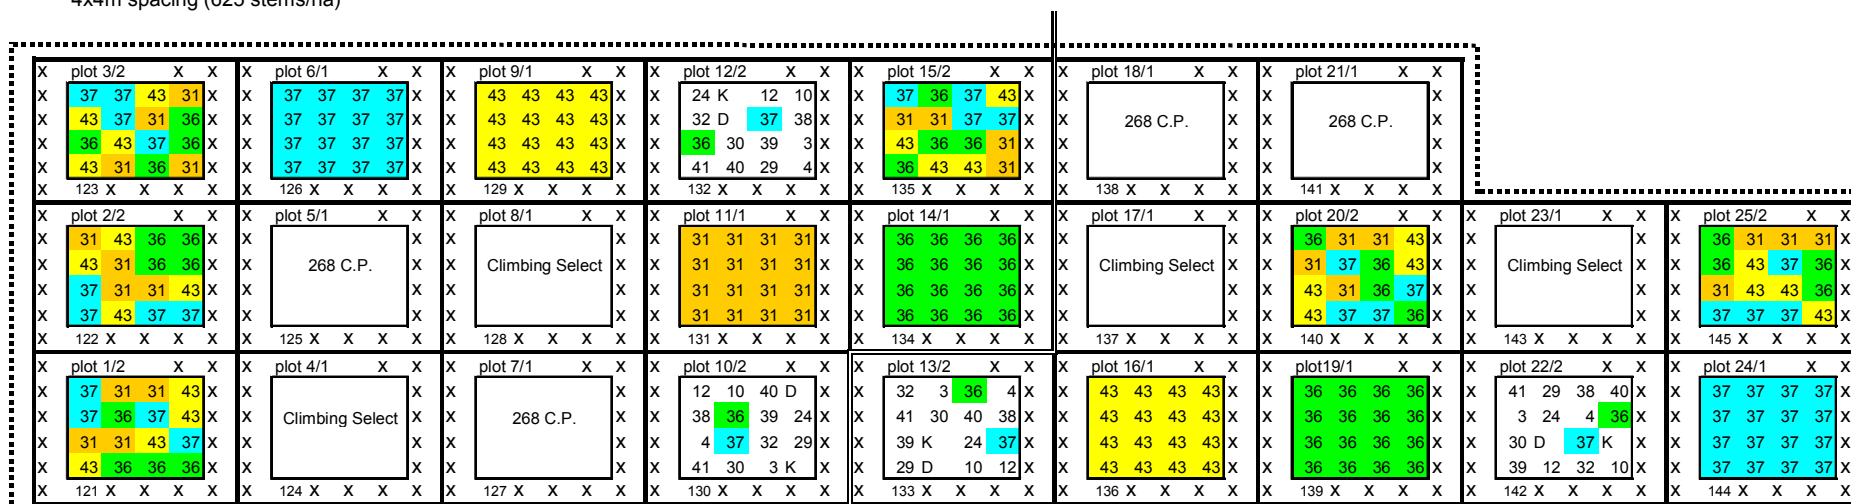 4x4m spacing (625 stems/ha)
X plot 3/2 X X X plot 6/1 X X X plot 9/1 X X X plot 12/2 X X X plot 15/2 X X X plot 18/1 X X X plot 21/1 X X
X 37 37 43 31 X X 37 37 37 37 X X 43 43 43 43 X X 24 K 12 10 X X 37 36 37 43 X X X X X
X 43 37 31 36 X X 37 37 37 37 X X 43 43 43 43 X X 32 D 37 38 X X 31 31 37 37 X X 268 C.P. X X 268 C.P. X
X 36 43 37 36 X X 37 37 37 37 X X 43 43 43 43 X X 36 30 39 3 X X 43 36 36 31 X X X X X
X 43 31 36 31 X X 37 37 37 37 X X 43 43 43 43 X X 41 40 29 4 X X 36 43 43 31 X X X X X
X 123 X X X X X 126 X X X X X 129 X X X X X 132 X X X X X 135 X X X X X 138 X X X X X 141 X X X X
X plot 2/2 X X X plot 5/1 X X X plot 8/1 X X X plot 11/1 X X X plot 14/1 X X X plot 17/1 X X X plot 20/2 X X X plot 23/1 X X X plot 25/2 X X
X 31 43 36 36 X X X X X X 31 31 31 31 X X 36 36 36 36 X X X X 36 31 31 43 X X X X 36 31 31 31 X
X 43 31 36 36 X X 268 C.P. X X Climbing Select X X 31 31 31 31 X X 36 36 36 36 X X Climbing Select X X 31 37 36 43 X X Climbing Select X X 36 43 37 36 X
X 37 31 31 43 X X X X X X 31 31 31 31 X X 36 36 36 36 X X X X 43 31 36 37 X X X X 31 43 43 36 X
X 37 43 37 37 X X X X X X 31 31 31 31 X X 36 36 36 36 X X X X 43 37 37 36 X X X X 37 37 37 43 X
X 122 X X X X X 125 X X X X X 128 X X X X X 131 X X X X X 134 X X X X X 137 X X X X X 140 X X X X X 143 X X X X X 145 X X X X
X plot 1/2 X X X plot 4/1 X X X plot 7/1 X X X plot 10/2 X X X plot 13/2 X X X plot 16/1 X X X plot19/1 X X X plot 22/2 X X X plot 24/1 X X
X 37 31 31 43 X X X X X X 12 10 40 D X X 32 3 36 4 X X 43 43 43 43 X X 36 36 36 36 X X 41 29 38 40 X X 37 37 37 37 X
X 37 36 37 43 X X Climbing Select X X 268 C.P. X X 38 36 39 24 X X 41 30 40 38 X X 43 43 43 43 X X 36 36 36 36 X X 3 24 4 36 X X 37 37 37 37 X
X 31 31 43 37 X X X X X X 4 37 32 29 X X 39 K 24 37 X X 43 43 43 43 X X 36 36 36 36 X X 30 D 37 K X X 37 37 37 37 X
X 43 36 36 36 X X X X X X 41 30 3 K X X 29 D 10 12 X X 43 43 43 43 X X 36 36 36 36 X X 39 12 32 10 X X 37 37 37 37 X
X 121 X X X X X 124 X X X X X 127 X X X X X 130 X X X X X 133 X X X X X 136 X X X X X 139 X X X X X 142 X X X X X 144 X X X X